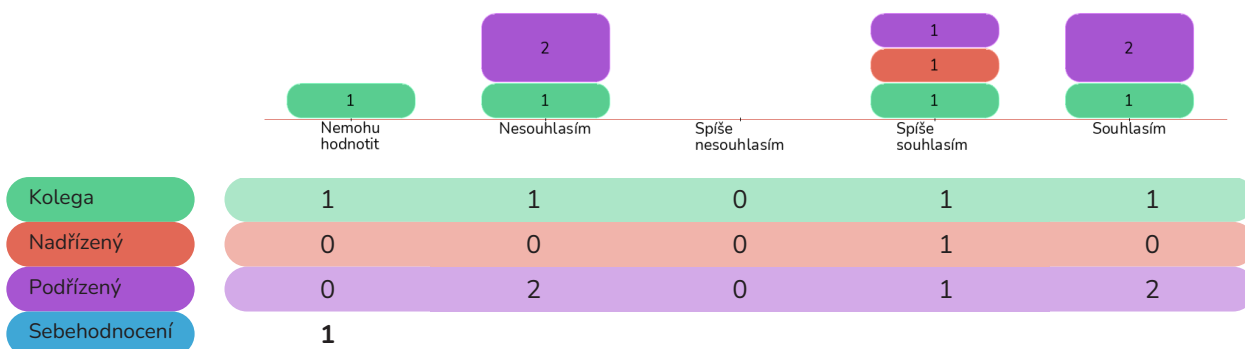 1
2
1
2
1
1
1
1
Nemohu hodnotit
Nesouhlasím
Spíše nesouhlasím
Spíše souhlasím
Souhlasím
Kolega 1 1 0 1 1
Nadřízený 0 0 0 1 0
Podřízený 0 2 0 1 2
Sebehodnocení 1